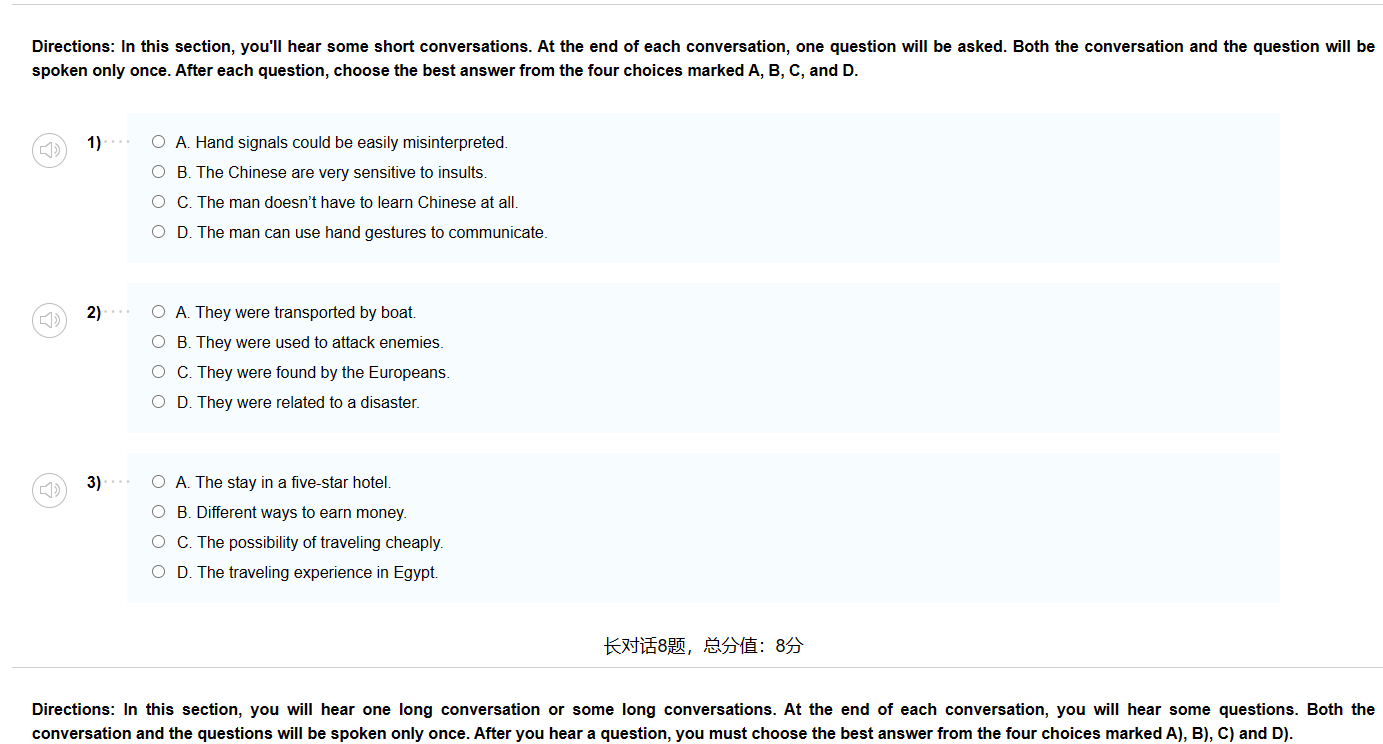 Directions: In this section, you'll hear some short conversations. At the end of each conversation, one question will be asked. Both the conversation and the question will be
spoken only once. After each question, choose the best answer from the four choices marked A, B, C, and D.
1)
A. Hand signals could be easily misinterpreted.
B. The Chinese are very sensitive to insults.
C. The man doesn't have to learn Chinese at all.
D. The man can use hand gestures to communicate.
2)
A. They were transported by boat.
B. They were used to attack enemies.
C. They were found by the Europeans.
D. They were related to a disaster.
3)
A. The stay in a five-star hotel.
B. Different ways to earn money.
C. The possibility of traveling cheaply.
D. The traveling experience in Egypt.
长对话8题，总分值：8分
Directions: In this section, you will hear one long conversation or some long conversations. At the end of each conversation, you will hear some questions. Both the
conversation and the questions will be spoken only once. After you hear a question, you must choose the best answer from the four choices marked A), B), C) and D).